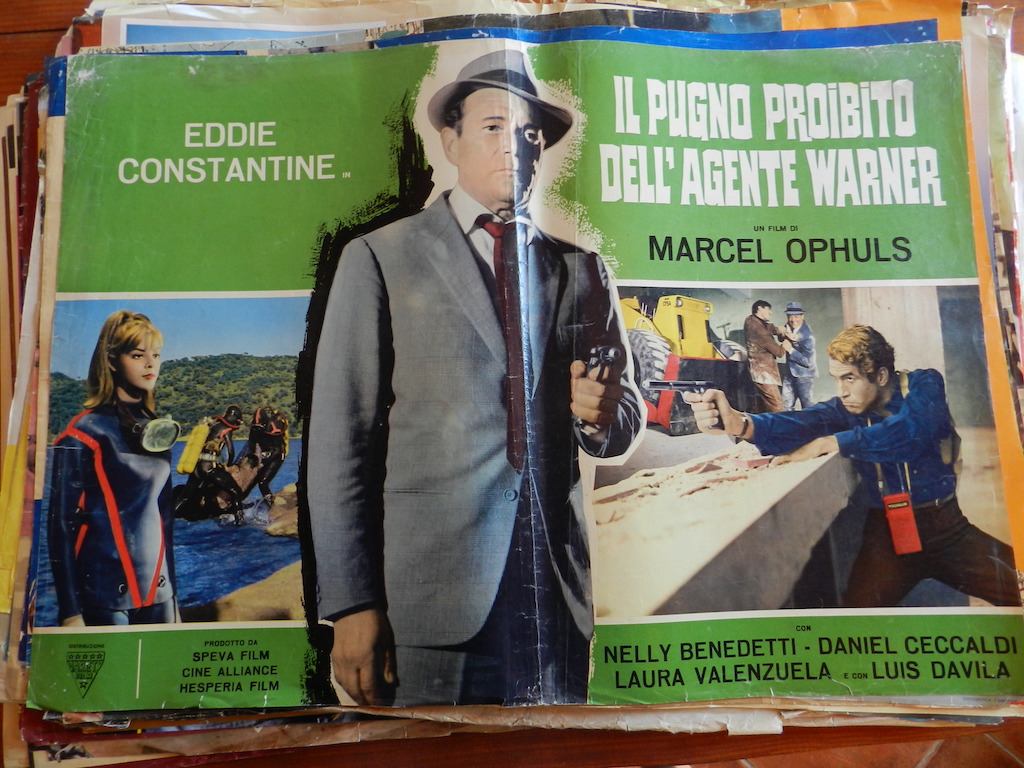 EDDIE
CONSTANTINE IN
IL PUGNO PROIBITO
DELL'AGENTE WARNER
UN FILM DI
MARCEL OPHULS
DISTRIBUZIONE
PRODOTTO DA
SPEVA FILM
CINE ALLIANCE
HESPERIA FILM
CON
NELLY BENEDETTI - DANIEL CECCALDI
LAURA VALENZUELA E CON LUIS DAVILA